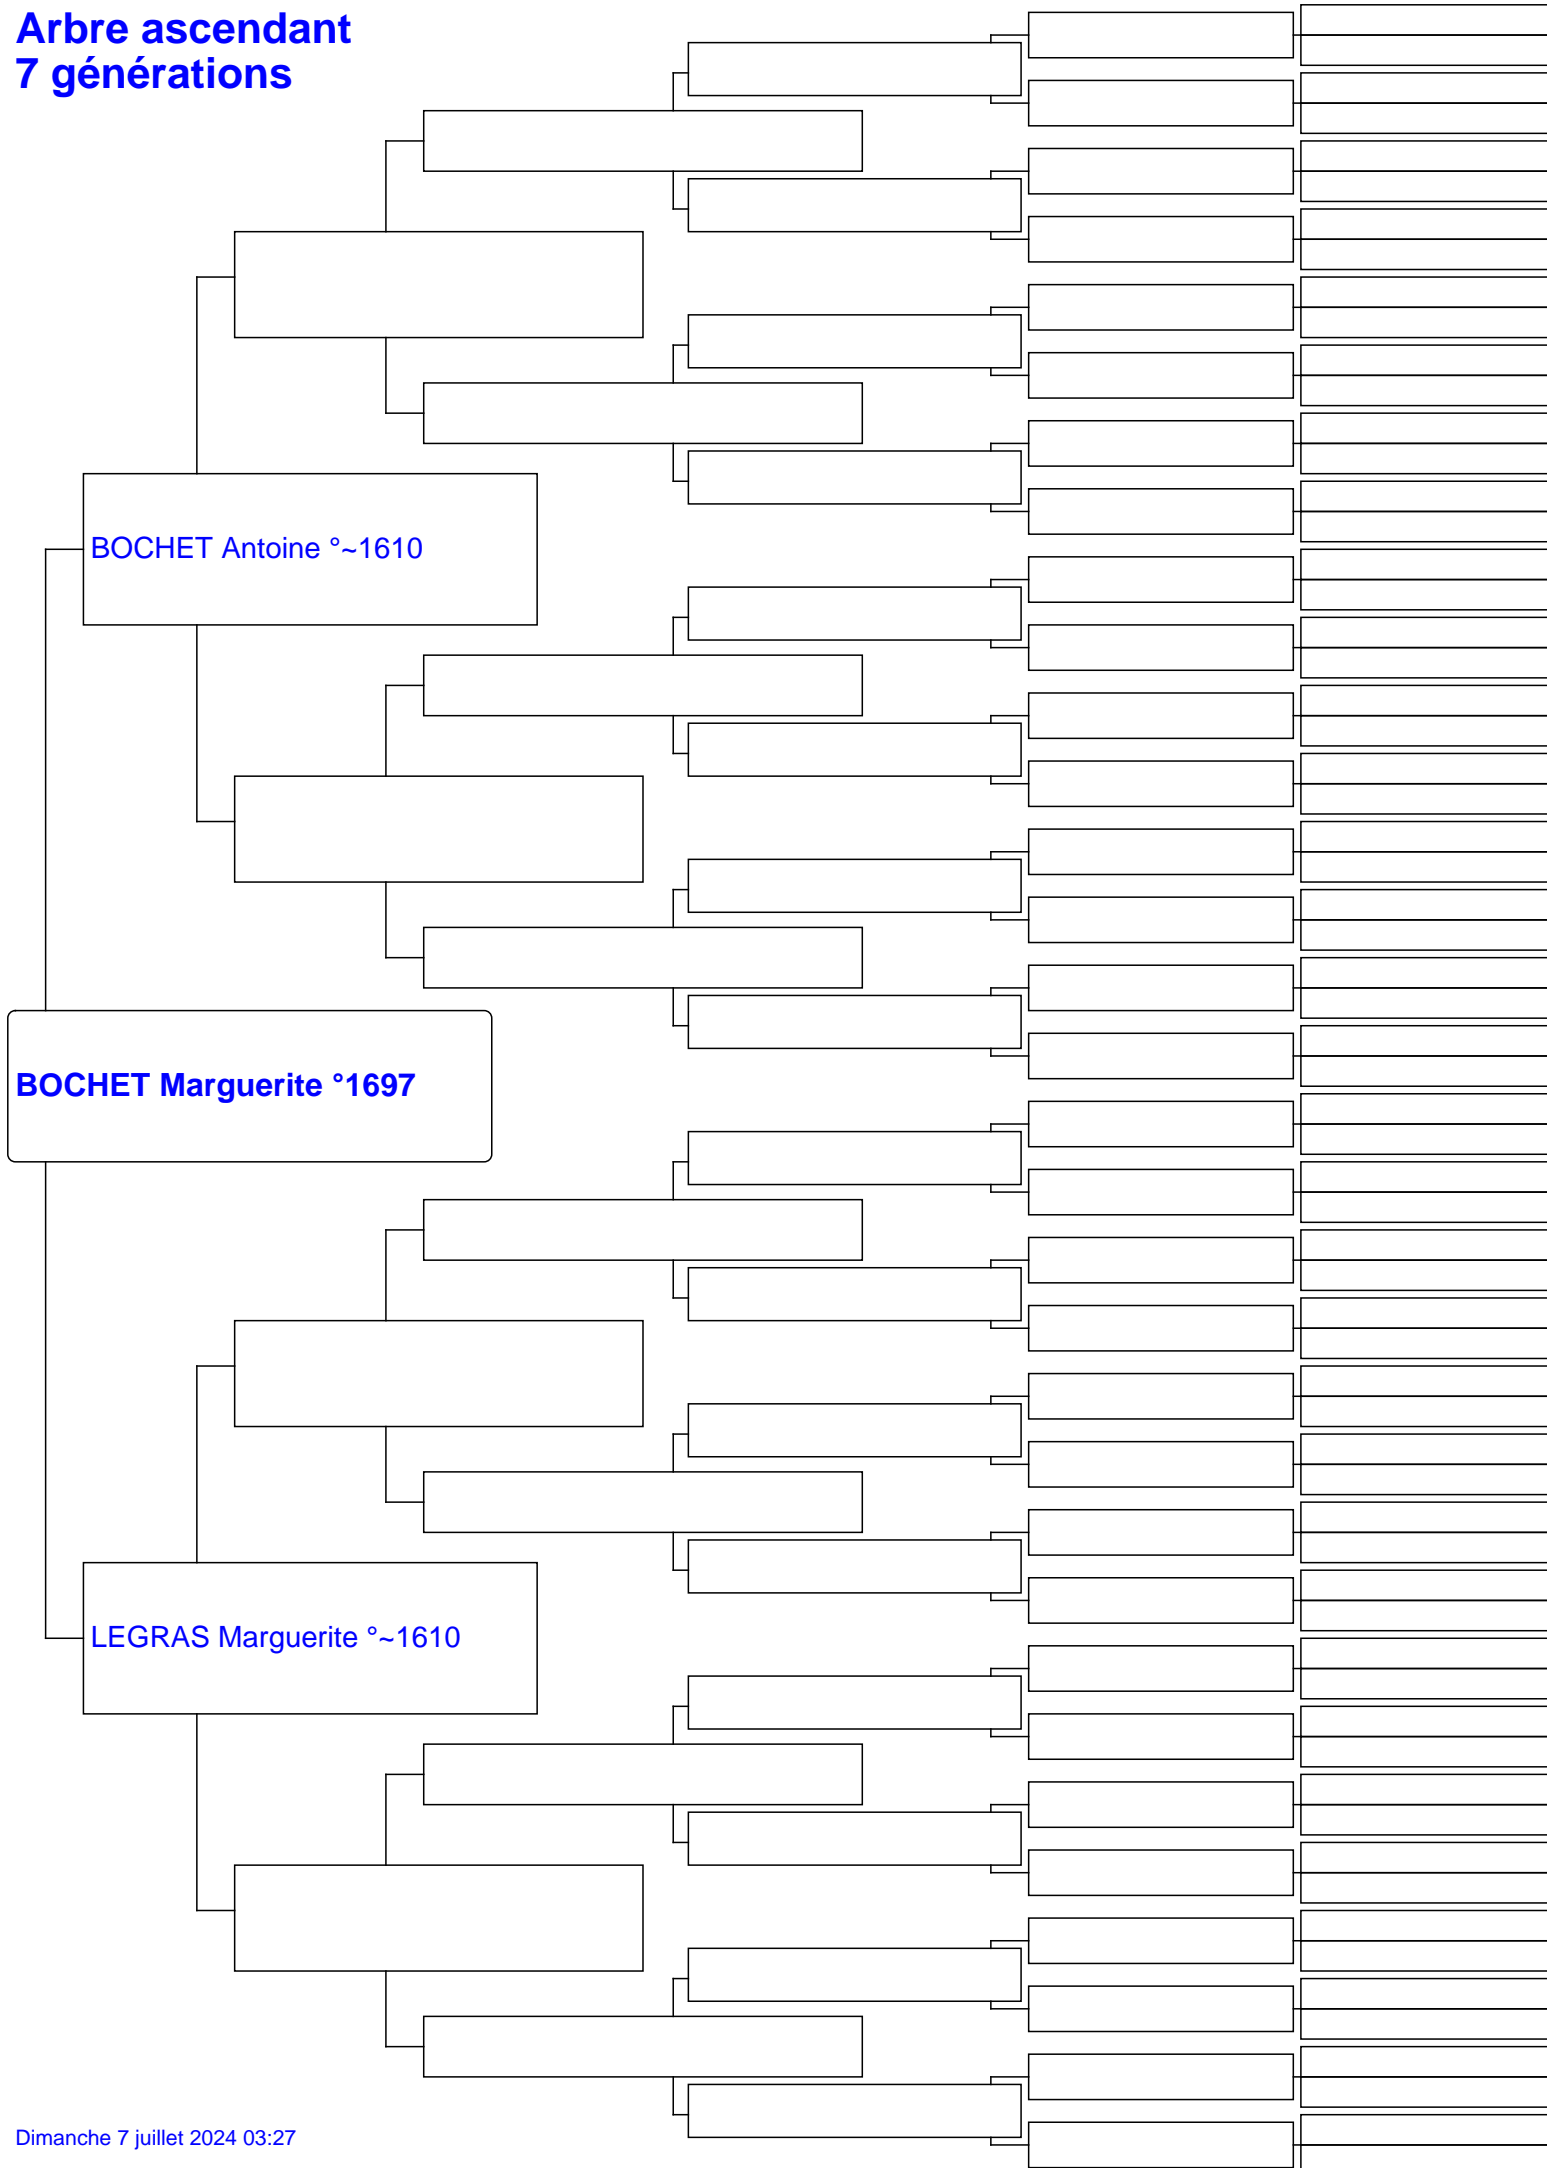 Arbre ascendant
7 générations
BOCHET Antoine °~1610
BOCHET Marguerite °1697
LEGRAS Marguerite °~1610
Dimanche 7 juillet 2024 03:27